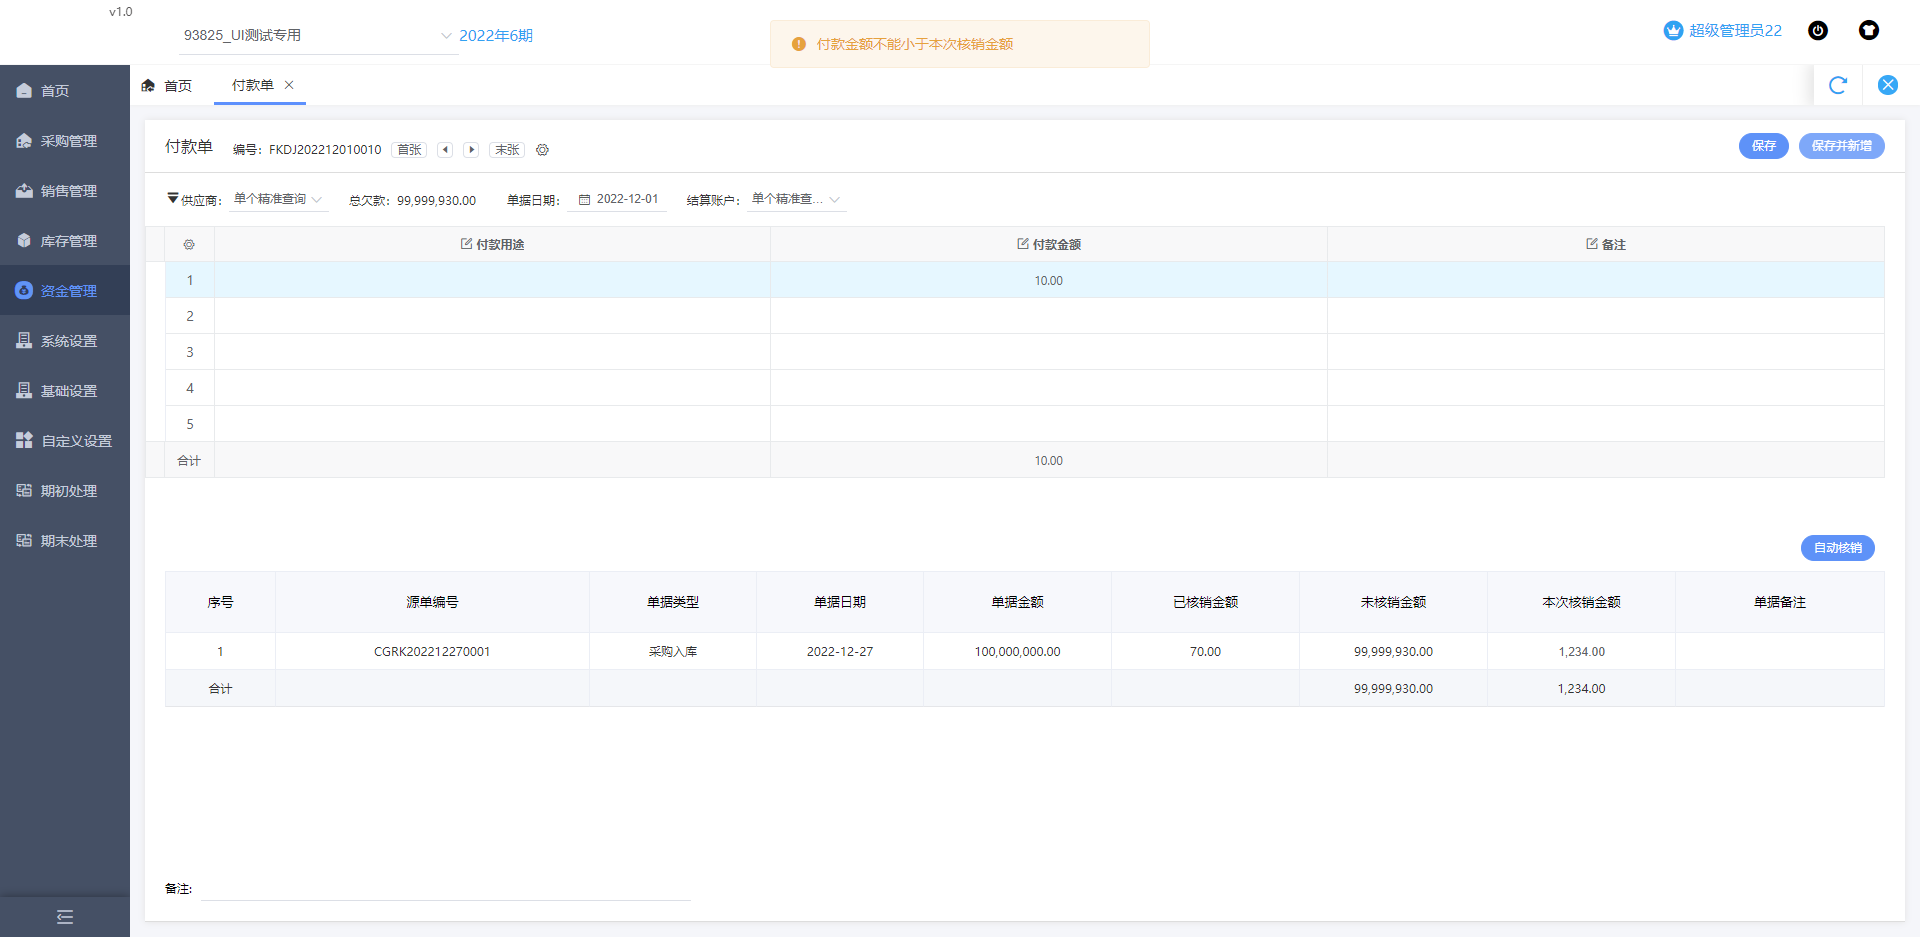 v1.0
93825_UI测试专用 2022年6期
付款金额不能小于本次核销金额
超级管理员22
首页
采购管理
销售管理
库存管理
资金管理
系统设置
基础设置
自定义设置
期初处理
期末处理
首页 付款单
付款单 编号: FKDJ202212010010 首张 末张
保存 保存并新增
供应商: 单个精准查询 总欠款: 99,999,930.00 单据日期: 2022-12-01 结算账户: 单个精准查...
付款用途 付款金额 备注
1 10.00
2
3
4
5
合计 10.00
自动核销
序号 源单编号 单据类型 单据日期 单据金额 已核销金额 未核销金额 本次核销金额 单据备注
1 CGRK202212270001 采购入库 2022-12-27 100,000,000.00 70.00 99,999,930.00 1,234.00
合计 99,999,930.00 1,234.00
备注: